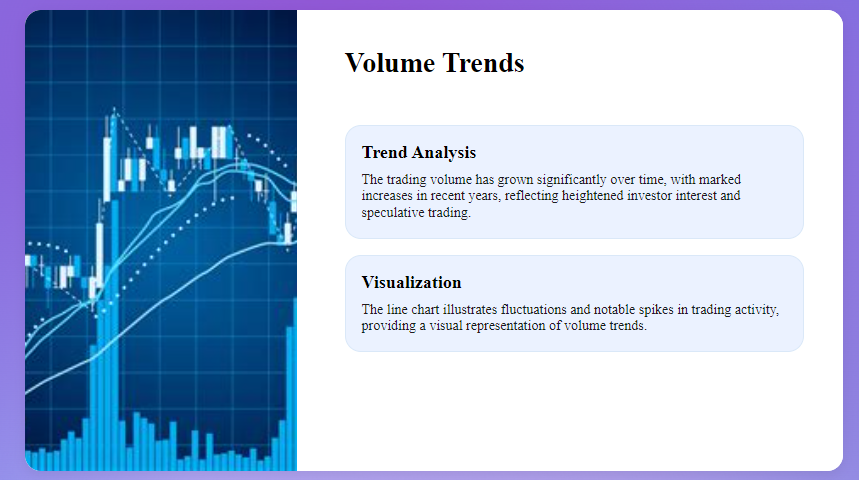 Volume Trends
Trend Analysis
The trading volume has grown significantly over time, with marked
increases in recent years, reflecting heightened investor interest and
speculative trading.
Visualization
The line chart illustrates fluctuations and notable spikes in trading activity,
providing a visual representation of volume trends.